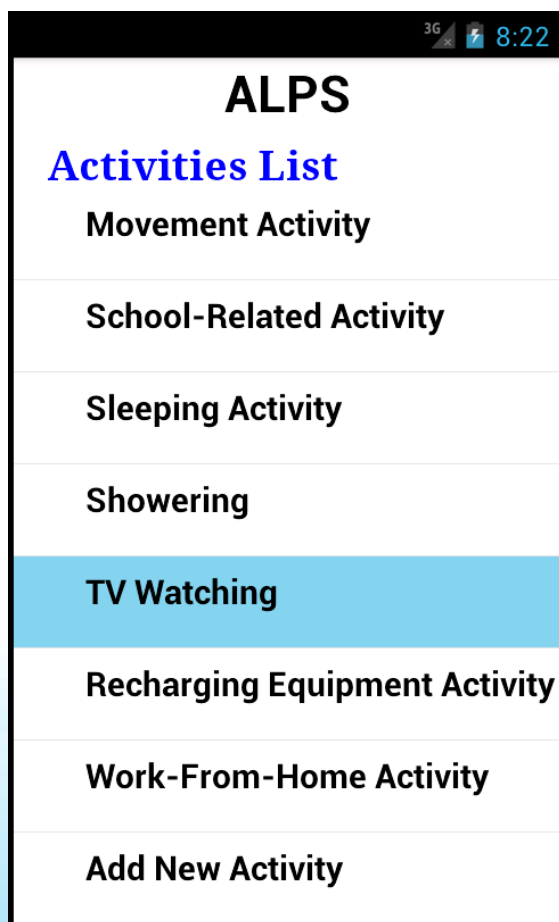 3G 8:22
ALPS
Activities List
Movement Activity
School-Related Activity
Sleeping Activity
Showering
TV Watching
Recharging Equipment Activity
Work-From-Home Activity
Add New Activity